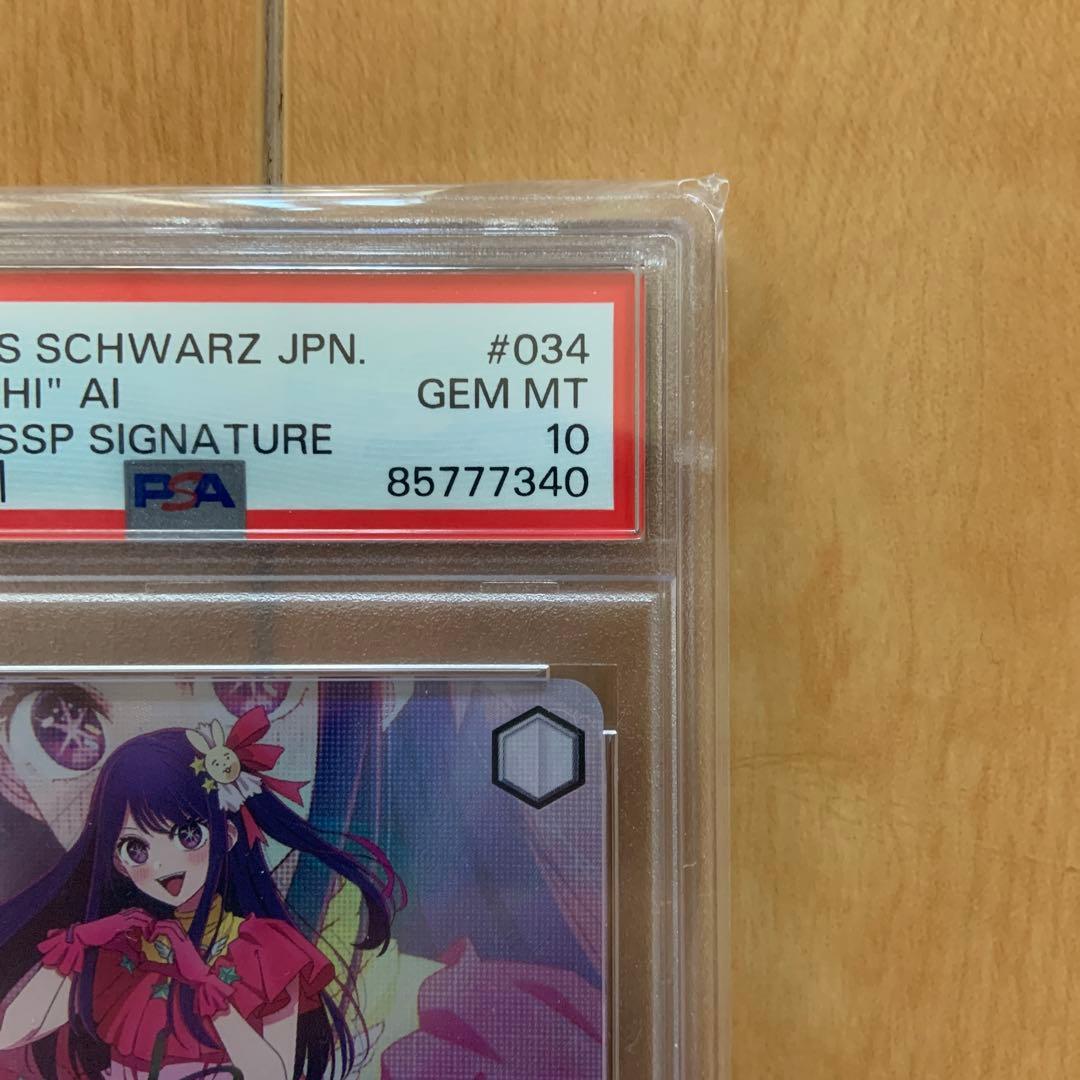 S SCHWARZ JPN. #034
HI" AI GEM MT
SSP SIGNATURE 10
PSA 85777340